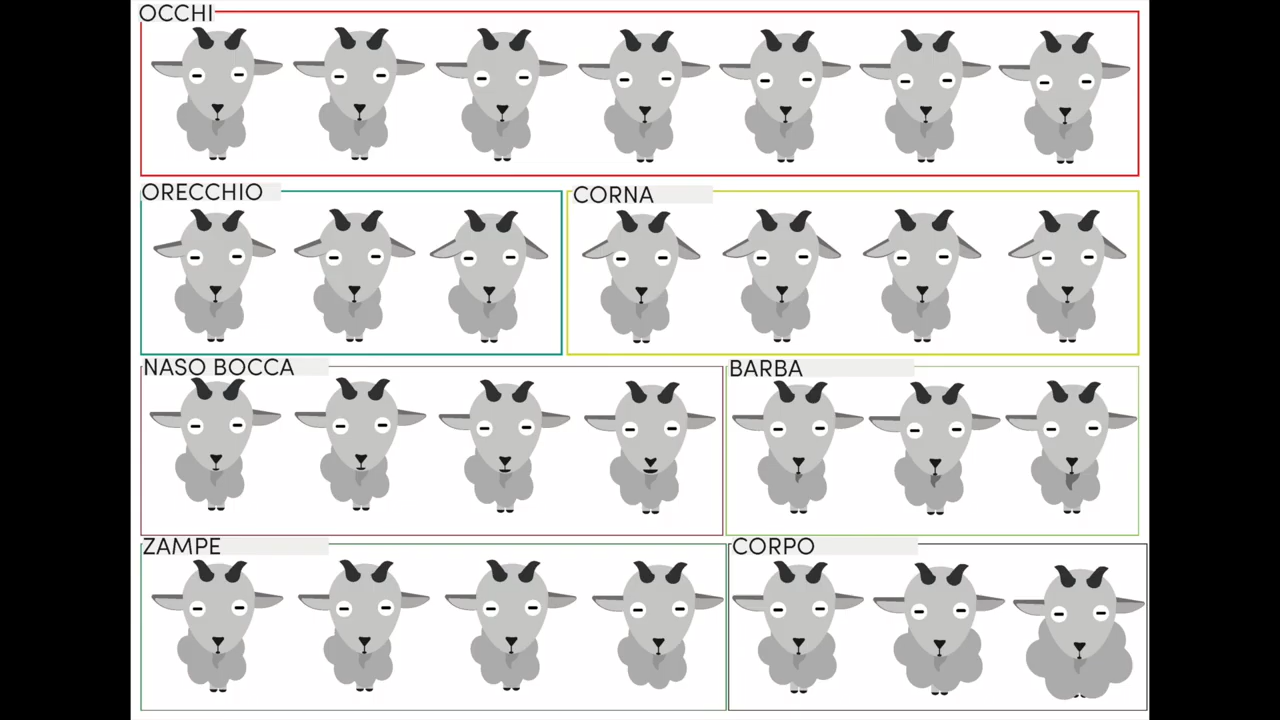 OCCHI
ORECCHIO
CORNA
NASO BOCCA
BARBA
ZAMPE
CORPO